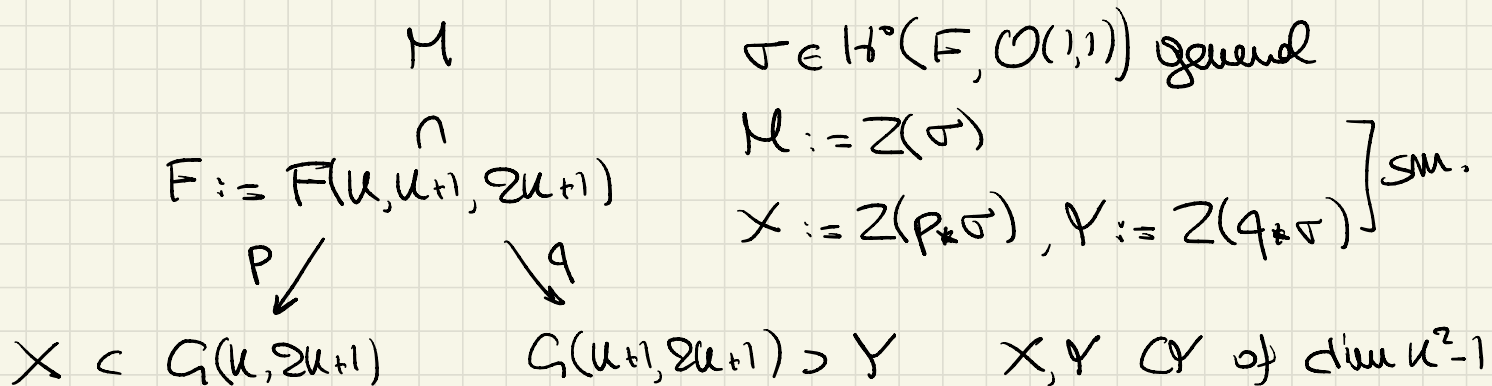 M σ ∈ H⁰(F, O(1,1)) general
∩ M := Z(σ)
F := F(k, k+1, 2k+1) ] sm.
X := Z(p⁎σ), Y := Z(q⁎σ)
p q
X ⊂ G(k, 2k+1) G(k+1, 2k+1) ⊃ Y X, Y CY of dim k²-1